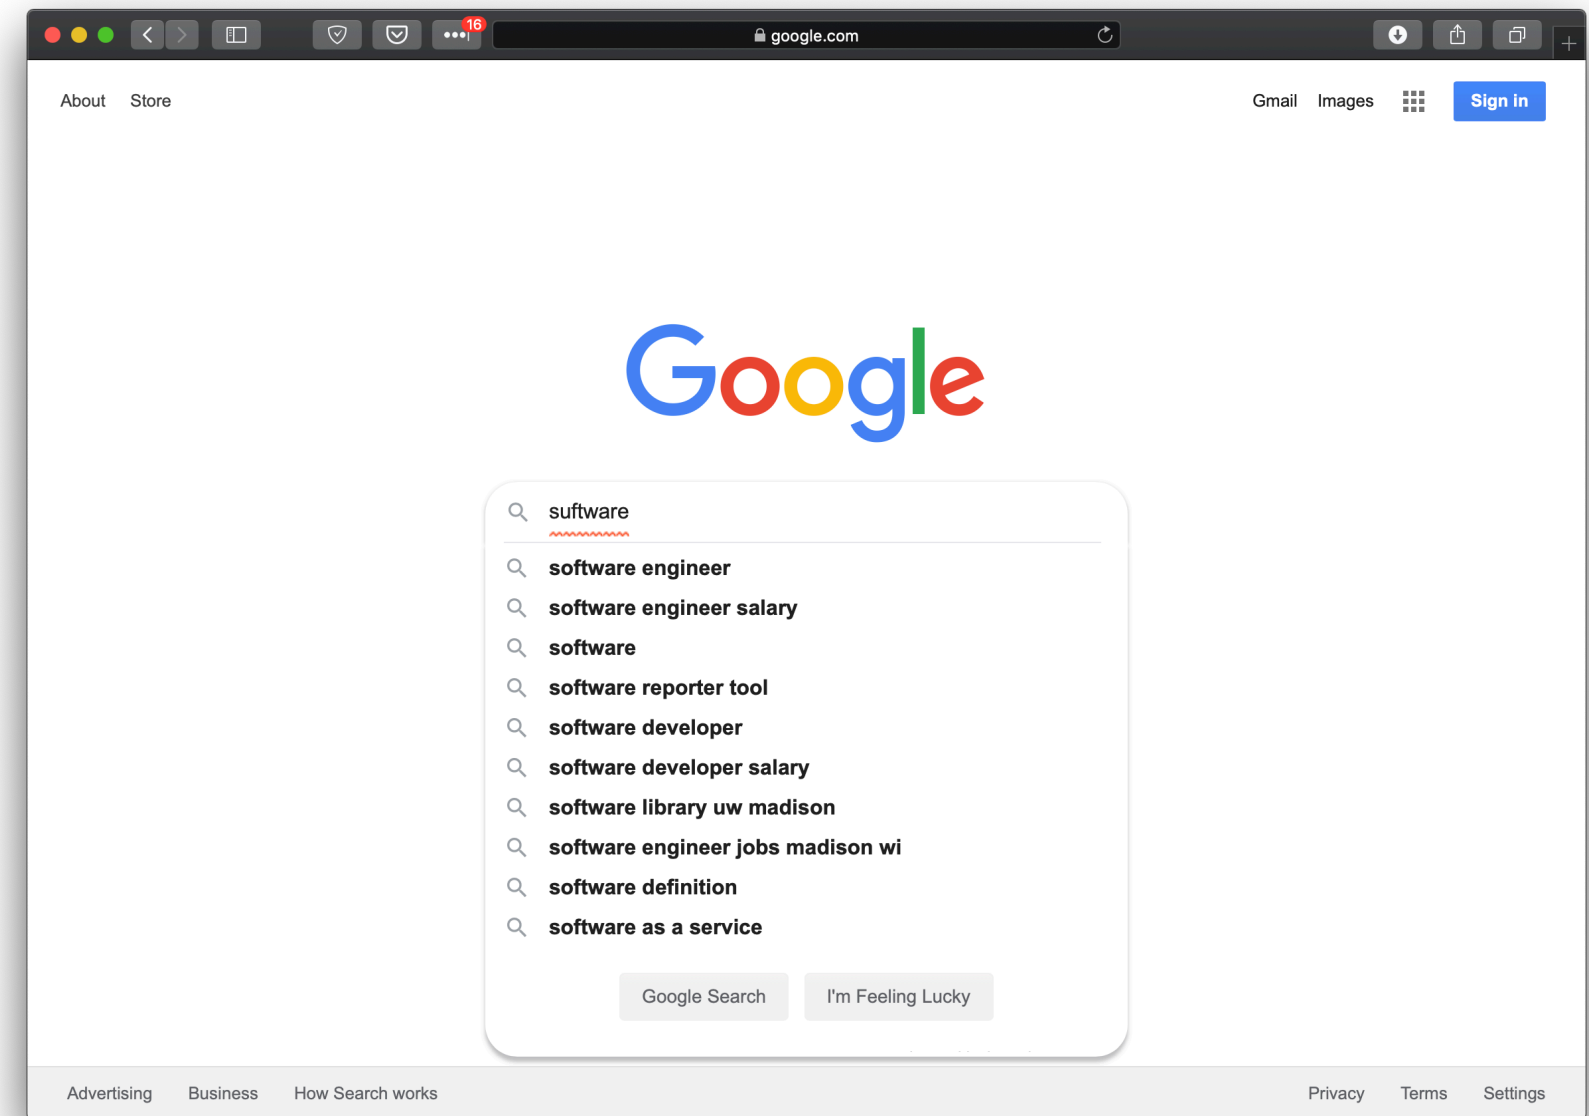 16
google.com
About Store Gmail Images Sign in
Google
suftware
software engineer
software engineer salary
software
software reporter tool
software developer
software developer salary
software library uw madison
software engineer jobs madison wi
software definition
software as a service
Google Search I'm Feeling Lucky
Advertising Business How Search works Privacy Terms Settings